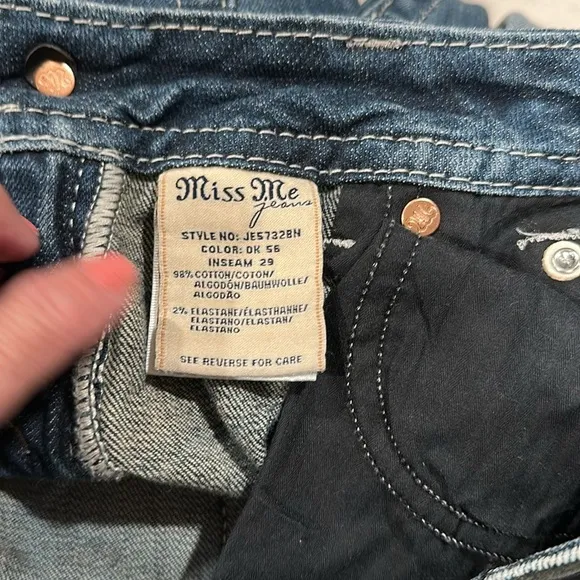 Miss Me
jeans
STYLE NO: JE5732BN
COLOR: DK 56
INSEAM 29
98% COTTON/COTON/
ALGODÓN/BAUMWOLLE/
ALGODÃO
2% ELASTANE/ÉLASTHANNE/
ELASTANO/ELASTAN/
ELASTANO
SEE REVERSE FOR CARE